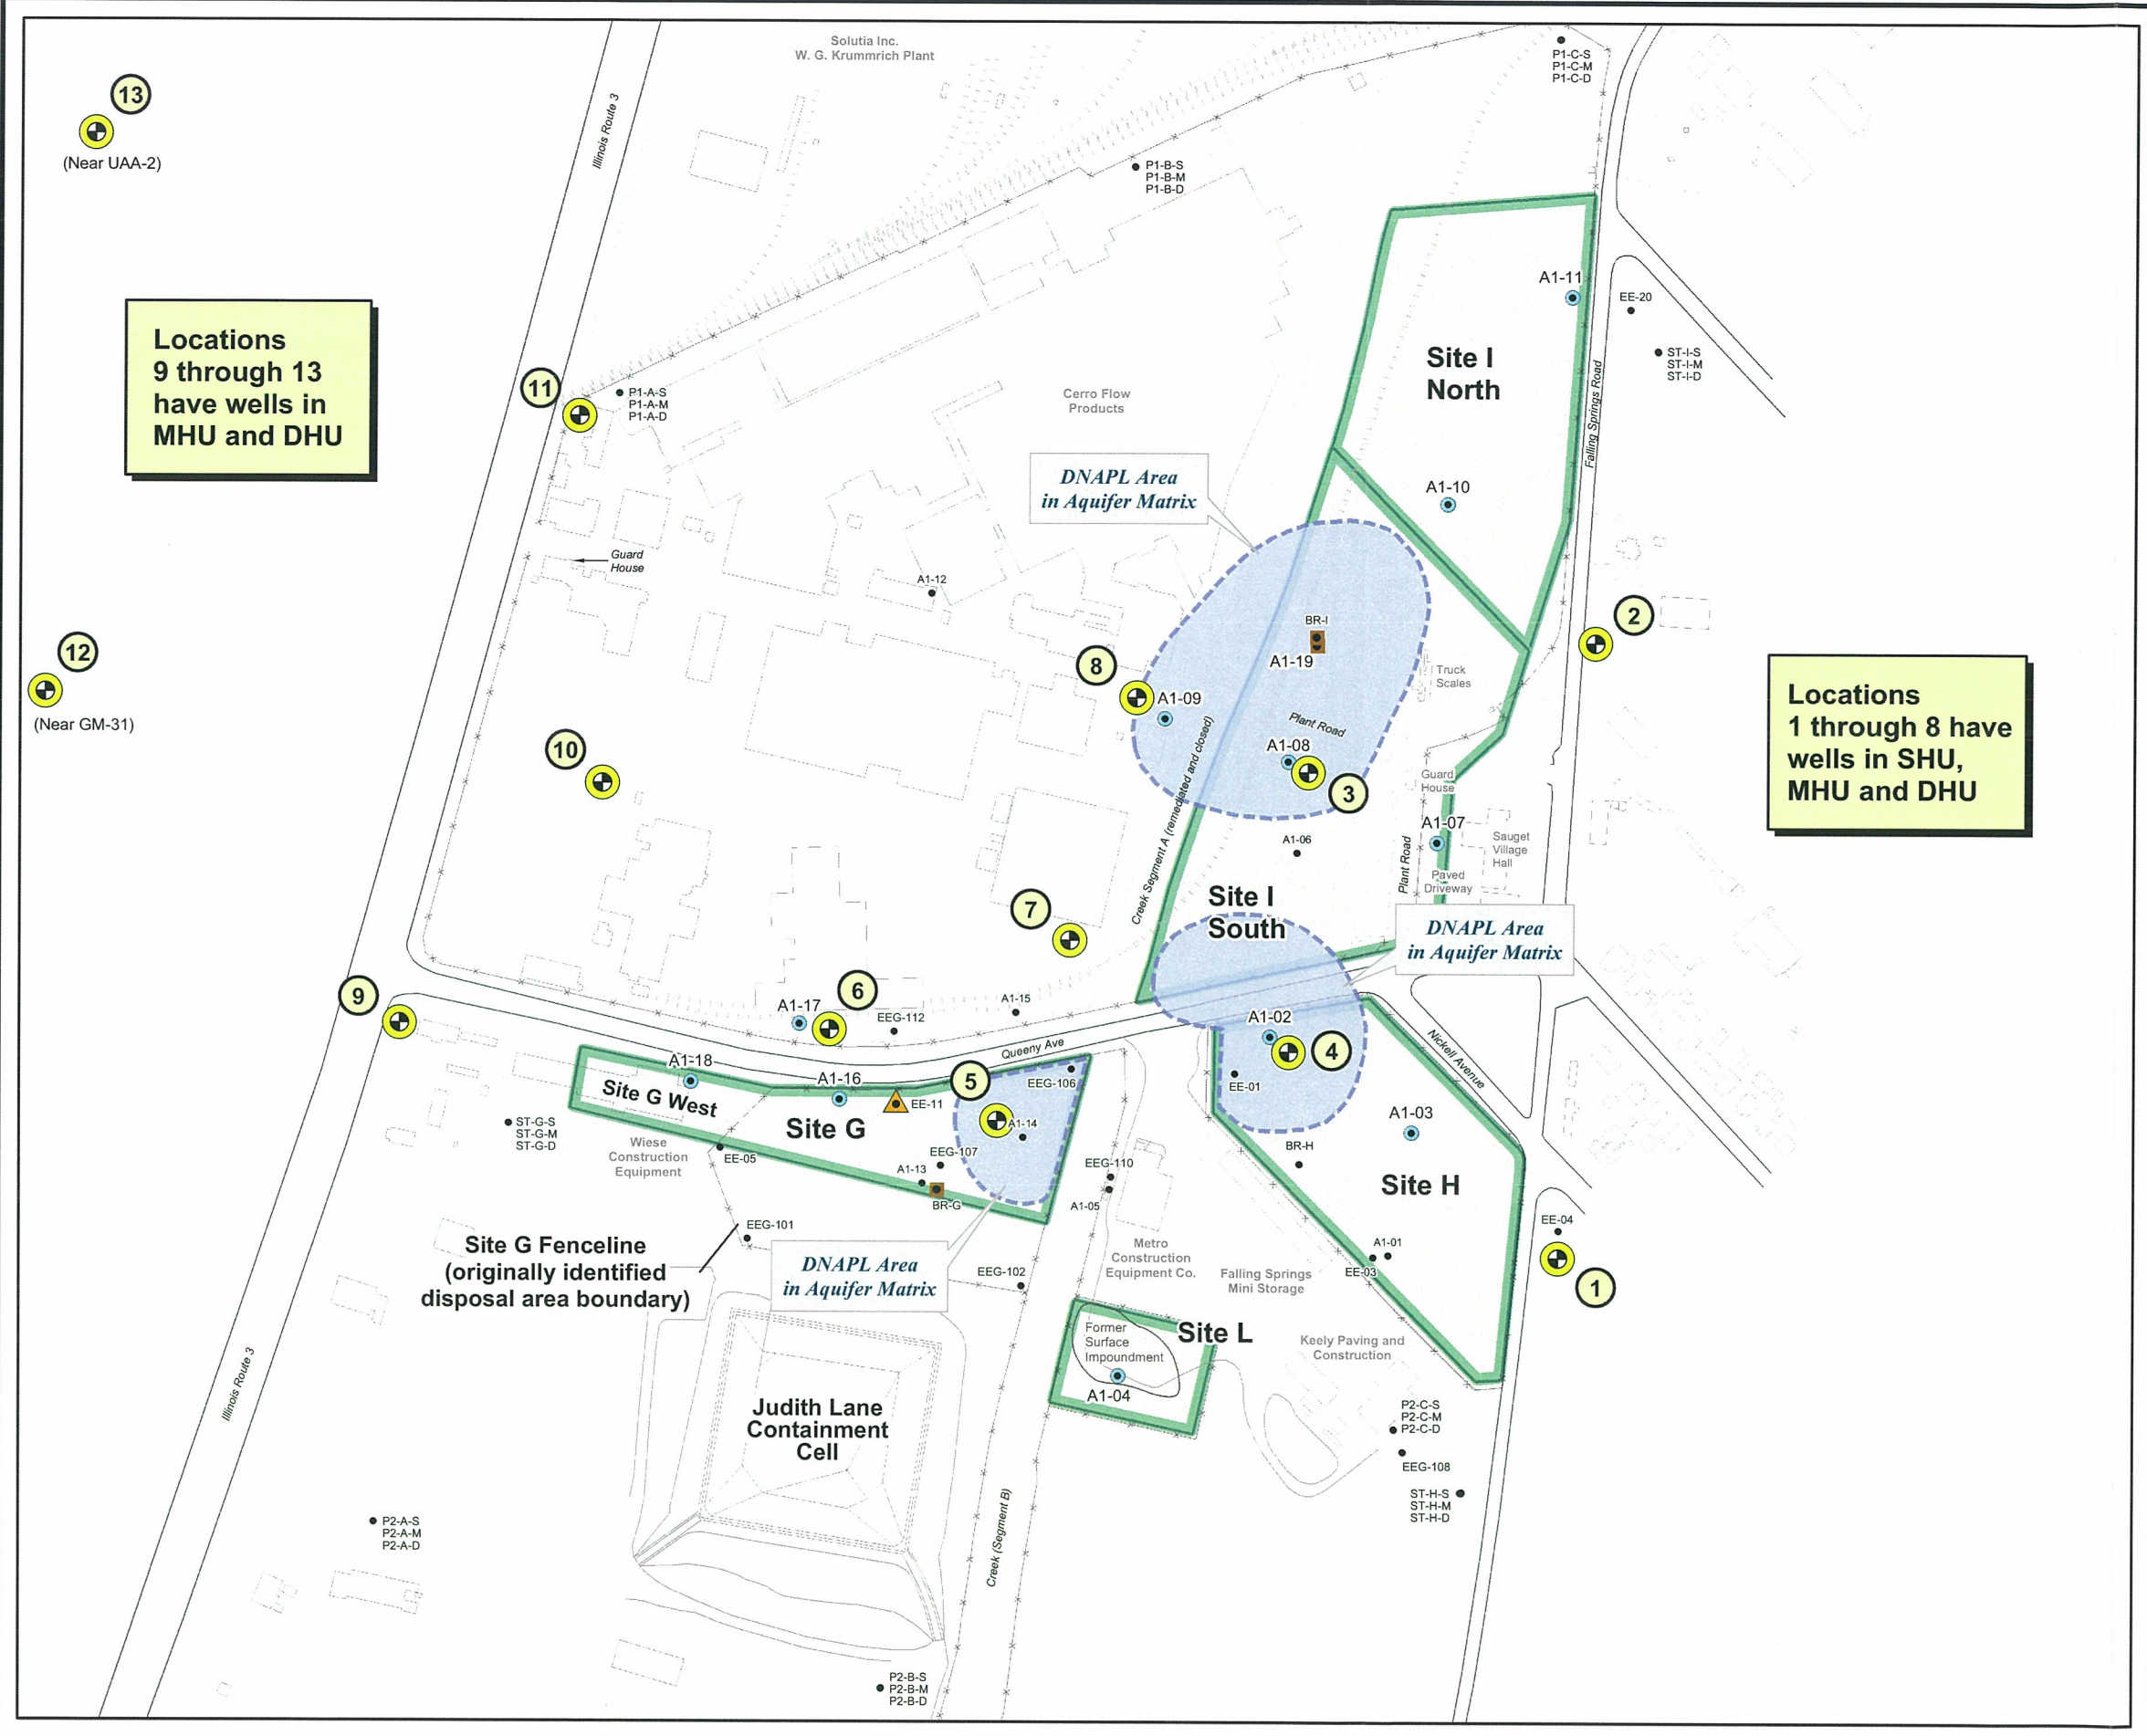 Solutia Inc.
W. G. Krummrich Plant
P1-C-S
P1-C-M
P1-C-D
13
(Near UAA-2)
Illinois Route 3
P1-B-S
P1-B-M
P1-B-D
A1-11
EE-20
Locations
9 through 13
have wells in
MHU and DHU
ST-I-S
ST-I-M
ST-I-D
Site I
North
11
P1-A-S
P1-A-M
P1-A-D
Cerro Flow
Products
Falling Springs Road
DNAPL Area
in Aquifer Matrix
A1-10
Guard
House
A1-12
2
BR-I
A1-19
12
(Near GM-31)
8
A1-09
Truck
Scales
Locations
1 through 8 have
wells in SHU,
MHU and DHU
Plant Road
10
A1-08
3
Guard
House
A1-07
Creek Segment A (remediated and closed)
A1-06
Plant Road
Sauget
Village
Hall
Paved
Driveway
Site I
South
7
DNAPL Area
in Aquifer Matrix
9
6
A1-17
EEG-112
A1-15
A1-02
4
Queeny Ave
Nickell Avenue
A1-18
A1-16
5
EEG-106
EE-01
Site G West
EE-11
A1-03
ST-G-S
ST-G-M
ST-G-D
Site G
A1-14
Wiese
Construction
Equipment
EE-05
EEG-107
A1-13
BR-G
EEG-110
A1-05
BR-H
Site H
EEG-101
EE-04
Site G Fenceline
(originally identified
disposal area boundary)
DNAPL Area
in Aquifer Matrix
EEG-102
Metro
Construction
Equipment Co.
Falling Springs
Mini Storage
A1-01
EE-03
1
Former
Surface
Impoundment
Site L
Keely Paving and
Construction
A1-04
Illinois Route 3
Judith Lane
Containment
Cell
P2-C-S
P2-C-M
P2-C-D
EEG-108
ST-H-S
ST-H-M
ST-H-D
Creek (Segment B)
P2-A-S
P2-A-M
P2-A-D
P2-B-S
P2-B-M
P2-B-D